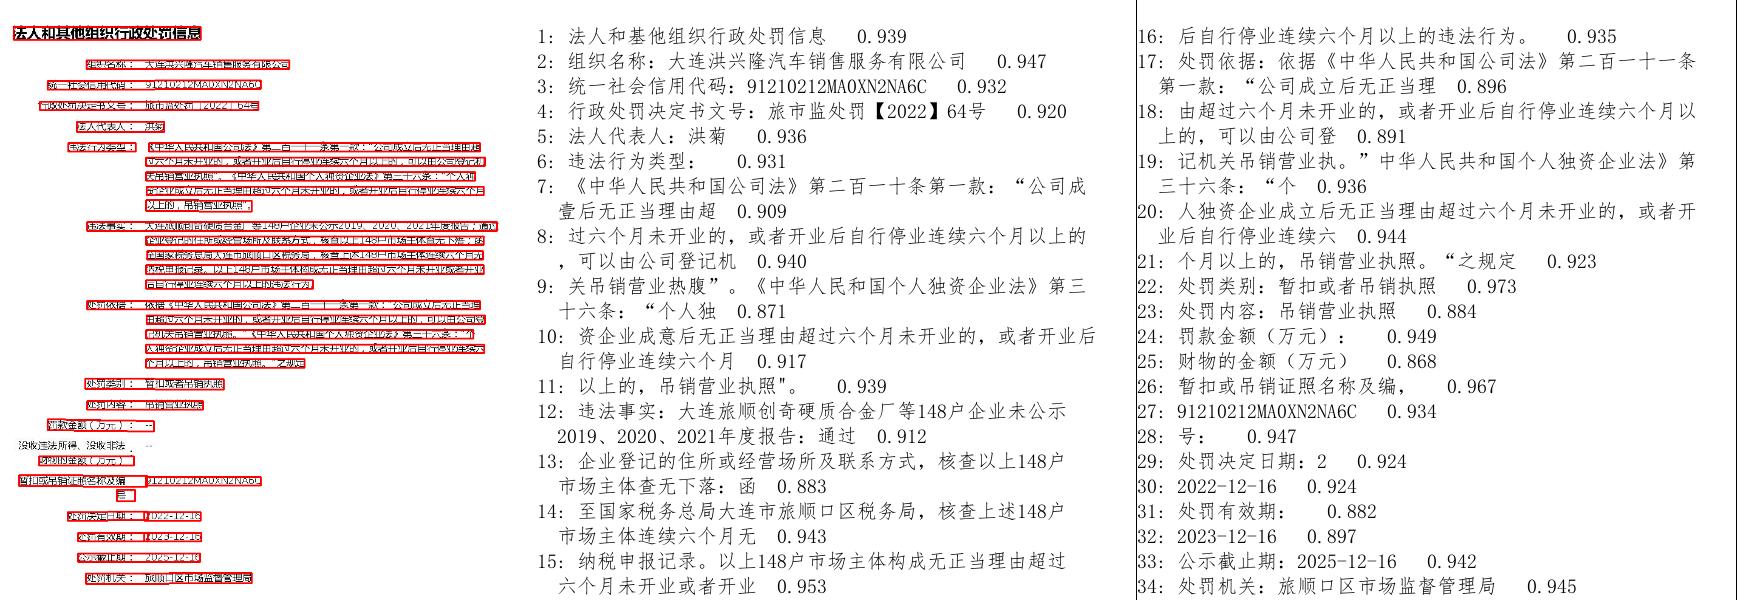 法人和其他组织行政处罚信息
组织名称： 大连洪兴隆汽车销售服务有限公司
统一社会信用代码： 91210212MA0XN2NA6C
行政处罚决定书文号： 旅市监处罚【2022】64号
法人代表人： 洪菊
违法行为类型： 《中华人民共和国公司法》第二百一十一条第一款：“公司成立后无正当理由超
过六个月未开业的，或者开业后自行停业连续六个月以上的，可以由公司登记机
关吊销营业执照”。《中华人民共和国个人独资企业法》第三十六条：“个人独
资企业成立后无正当理由超过六个月未开业的，或者开业后自行停业连续六个月
以上的，吊销营业执照”。
违法事实： 大连旅顺创奇硬质合金厂等148户企业未公示2019、2020、2021年度报告；通过
企业登记的住所或经营场所及联系方式，核查以上148户市场主体查无下落；函
至国家税务总局大连市旅顺口区税务局，核查上述148户市场主体连续六个月无
纳税申报记录。以上148户市场主体构成无正当理由超过六个月未开业或者开业
后自行停业连续六个月以上的违法行为。
处罚依据： 依据《中华人民共和国公司法》第二百一十一条第一款：“公司成立后无正当理
由超过六个月未开业的，或者开业后自行停业连续六个月以上的，可以由公司登
记机关吊销营业执照。”《中华人民共和国个人独资企业法》第三十六条：“个
人独资企业成立后无正当理由超过六个月未开业的，或者开业后自行停业连续六
个月以上的，吊销营业执照。”之规定
处罚类别： 暂扣或者吊销执照
处罚内容： 吊销营业执照
罚款金额（万元）： --
没收违法所得、没收非法 --
财物的金额（万元）
暂扣或吊销证照名称及编 91210212MA0XN2NA6C
号：
处罚决定日期： 2022-12-16
处罚有效期： 2023-12-16
公示截止期： 2025-12-16
处罚机关： 旅顺口区市场监督管理局
1: 法人和基他组织行政处罚信息 0.939
2: 组织名称：大连洪兴隆汽车销售服务有限公司 0.947
3: 统一社会信用代码：91210212MA0XN2NA6C 0.932
4: 行政处罚决定书文号：旅市监处罚【2022】64号 0.920
5: 法人代表人：洪菊 0.936
6: 违法行为类型： 0.931
7: 《中华人民共和国公司法》第二百一十条第一款：“公司成
壹后无正当理由超 0.909
8: 过六个月未开业的，或者开业后自行停业连续六个月以上的
，可以由公司登记机 0.940
9: 关吊销营业热腹”。《中华人民和国个人独资企业法》第三
十六条：“个人独 0.871
10: 资企业成意后无正当理由超过六个月未开业的，或者开业后
自行停业连续六个月 0.917
11: 以上的，吊销营业执照"。 0.939
12: 违法事实：大连旅顺创奇硬质合金厂等148户企业未公示
2019、2020、2021年度报告：通过 0.912
13: 企业登记的住所或经营场所及联系方式，核查以上148户
市场主体查无下落：函 0.883
14: 至国家税务总局大连市旅顺口区税务局，核查上述148户
市场主体连续六个月无 0.943
15: 纳税申报记录。以上148户市场主体构成无正当理由超过
六个月未开业或者开业 0.953
16: 后自行停业连续六个月以上的违法行为。 0.935
17: 处罚依据：依据《中华人民共和国公司法》第二百一十一条
第一款：“公司成立后无正当理 0.896
18: 由超过六个月未开业的，或者开业后自行停业连续六个月以
上的，可以由公司登 0.891
19: 记机关吊销营业执。”中华人民共和国个人独资企业法》第
三十六条：“个 0.936
20: 人独资企业成立后无正当理由超过六个月未开业的，或者开
业后自行停业连续六 0.944
21: 个月以上的，吊销营业执照。“之规定 0.923
22: 处罚类别：暂扣或者吊销执照 0.973
23: 处罚内容：吊销营业执照 0.884
24: 罚款金额（万元）： 0.949
25: 财物的金额（万元） 0.868
26: 暂扣或吊销证照名称及编， 0.967
27: 91210212MA0XN2NA6C 0.934
28: 号： 0.947
29: 处罚决定日期：2 0.924
30: 2022-12-16 0.924
31: 处罚有效期： 0.882
32: 2023-12-16 0.897
33: 公示截止期：2025-12-16 0.942
34: 处罚机关：旅顺口区市场监督管理局 0.945